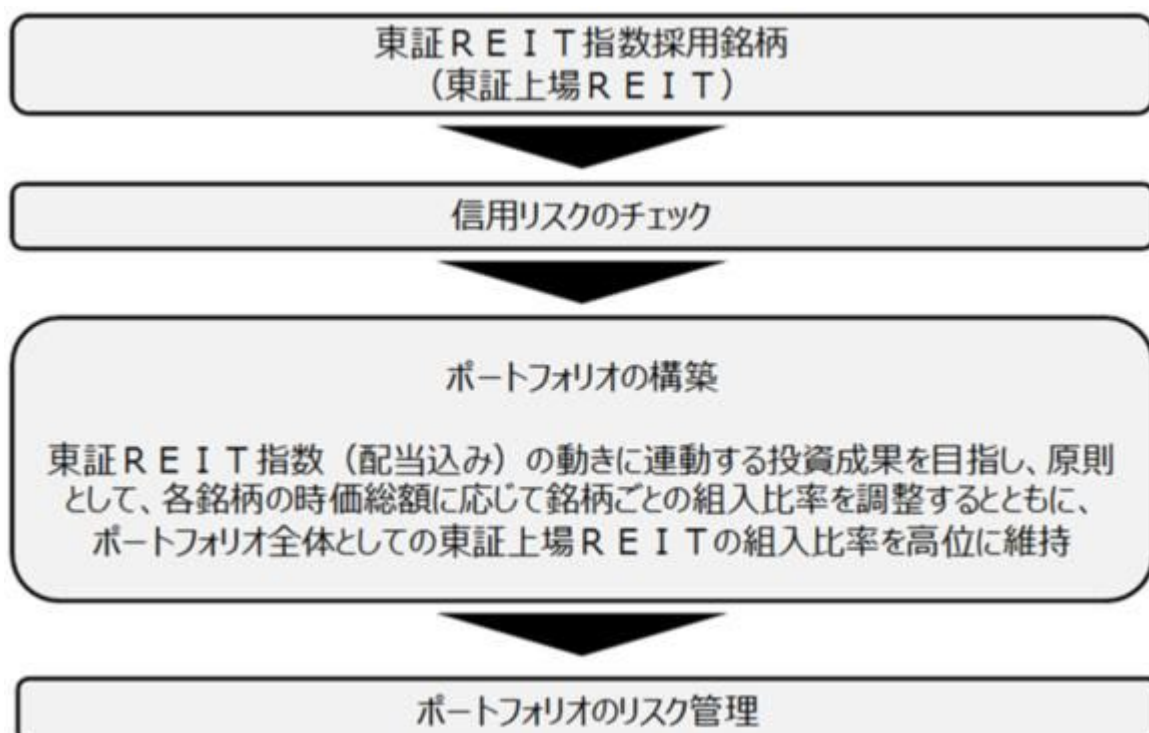 東証ＲＥＩＴ指数採用銘柄
（東証上場ＲＥＩＴ）
信用リスクのチェック
ポートフォリオの構築
東証ＲＥＩＴ指数（配当込み）の動きに連動する投資成果を目指し、原則
として、各銘柄の時価総額に応じて銘柄ごとの組入比率を調整するとともに、
ポートフォリオ全体としての東証上場ＲＥＩＴの組入比率を高位に維持
ポートフォリオのリスク管理